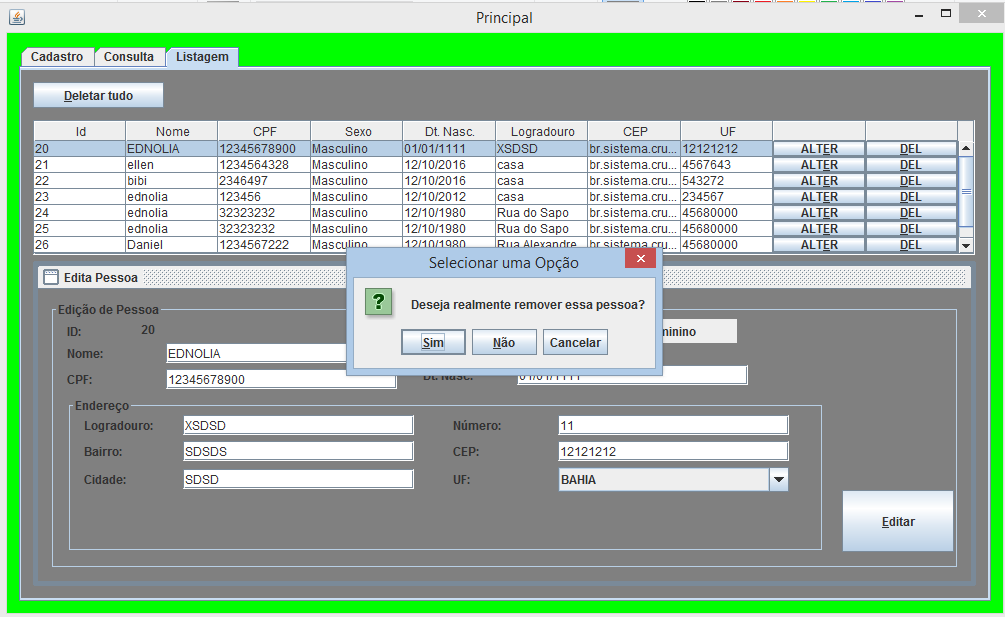 Principal
Cadastro Consulta Listagem
Deletar tudo
Id Nome CPF Sexo Dt. Nasc. Logradouro CEP UF
20 EDNOLIA 12345678900 Masculino 01/01/1111 XSDSD br.sistema.cru... 12121212 ALTER DEL
21 ellen 1234564328 Masculino 12/10/2016 casa br.sistema.cru... 4567643 ALTER DEL
22 bibi 2346497 Masculino 12/10/2016 casa br.sistema.cru... 543272 ALTER DEL
23 ednolia 123456 Masculino 12/10/2012 casa br.sistema.cru... 234567 ALTER DEL
24 ednolia 32323232 Masculino 12/10/1980 Rua do Sapo br.sistema.cru... 45680000 ALTER DEL
25 ednolia 32323232 Masculino 12/10/1980 Rua do Sapo br.sistema.cru... 45680000 ALTER DEL
26 Daniel 1234567222 Masculino 12/10/1980 Rua Alexandre br.sistema.cru... 45680000 ALTER DEL
Selecionar uma Opção
Deseja realmente remover essa pessoa?
Sim Não Cancelar
Edita Pessoa
Edição de Pessoa
ID: 20 minino
Nome: EDNOLIA
CPF: 12345678900 Dt. Nasc. 01/01/1111
Endereço
Logradouro: XSDSD Número: 11
Bairro: SDSDS CEP: 12121212
Cidade: SDSD UF: BAHIA
Editar